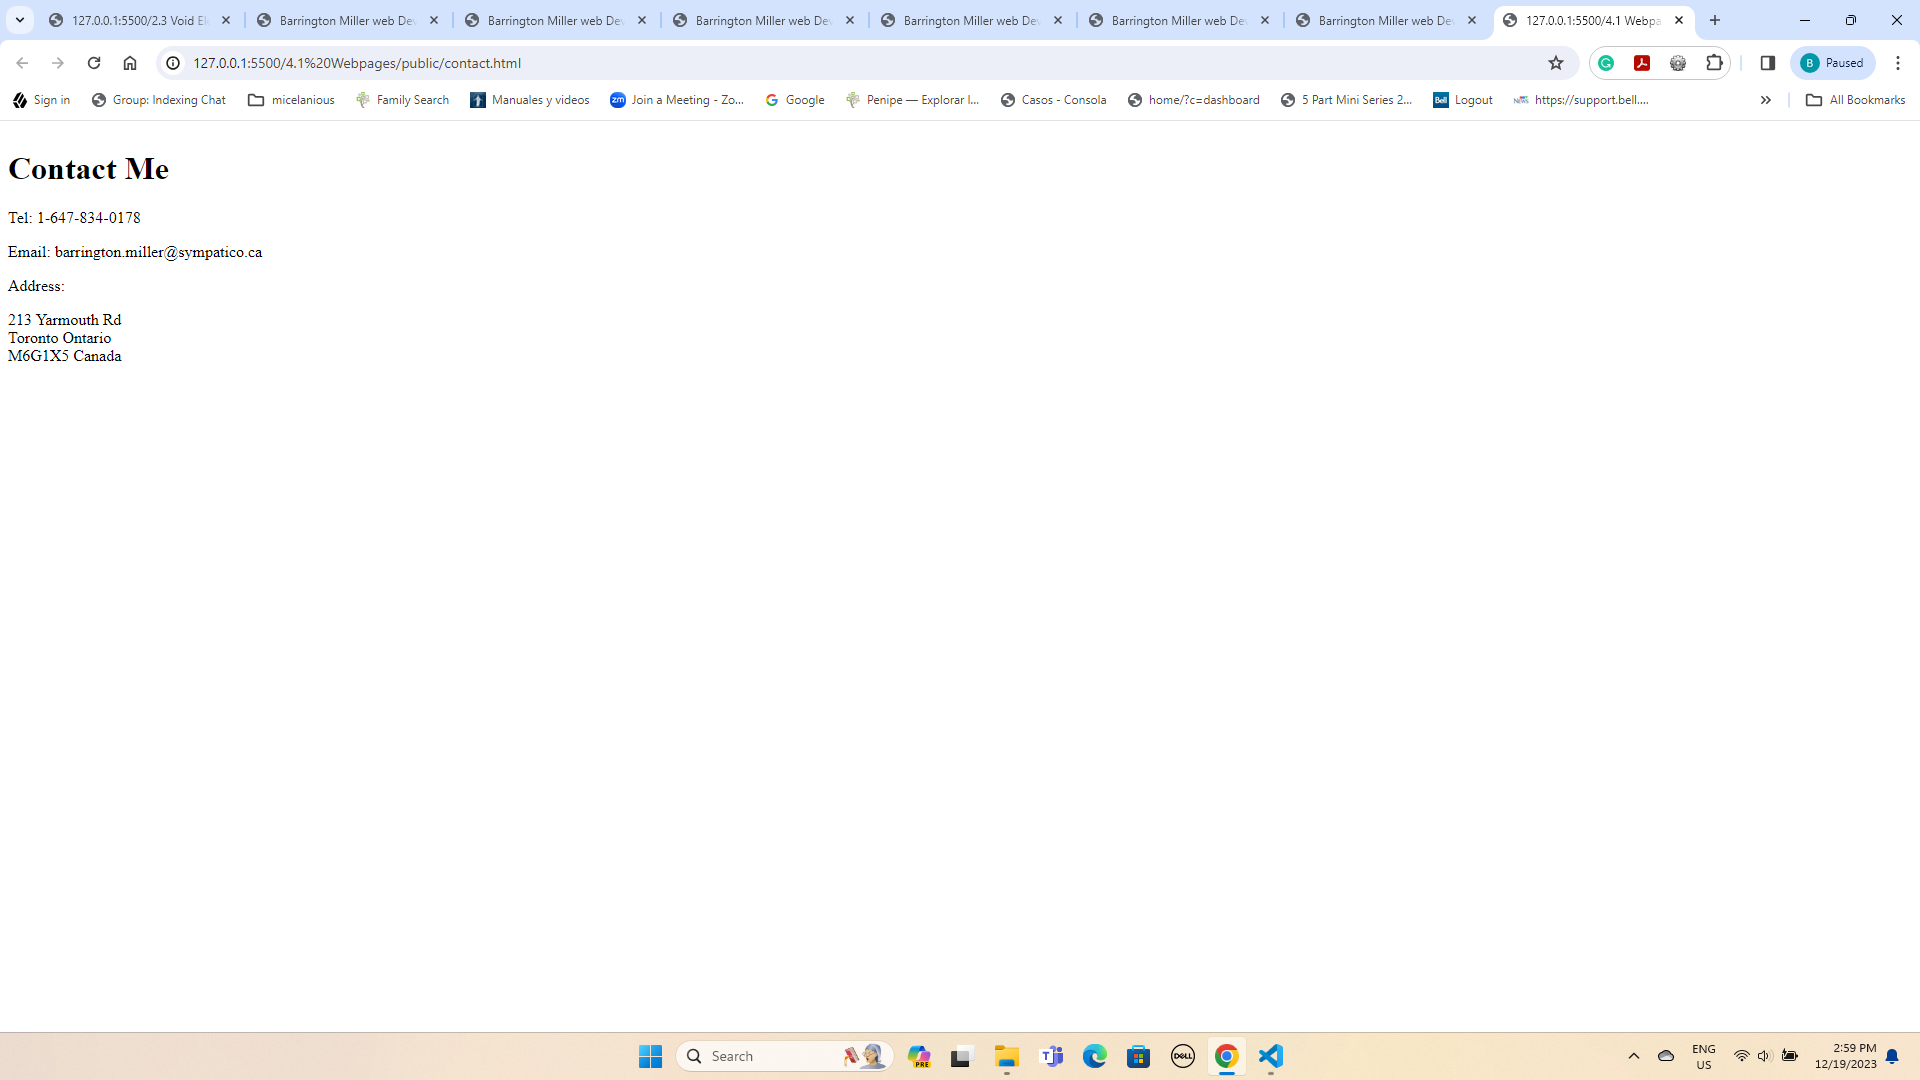 127.0.0.1:5500/2.3 Void El
Barrington Miller web Dev
Barrington Miller web Dev
Barrington Miller web Dev
Barrington Miller web Dev
Barrington Miller web Dev
Barrington Miller web De
127.0.0.1:5500/4.1 Webpa
127.0.0.1:5500/4.1%20Webpages/public/contact.html
B Paused
Sign in
Group: Indexing Chat
micelanious
Family Search
Manuales y videos
zm Join a Meeting - Zo...
Google
Penipe — Explorar I...
Casos - Consola
home/?c=dashboard
5 Part Mini Series 2...
Bell Logout
https://support.bell....
All Bookmarks
Contact Me
Tel: 1-647-834-0178
Email: barrington.miller@sympatico.ca
Address:
213 Yarmouth Rd
Toronto Ontario
M6G1X5 Canada
Search
PRE
DELL
ENG
US
2:59 PM
12/19/2023